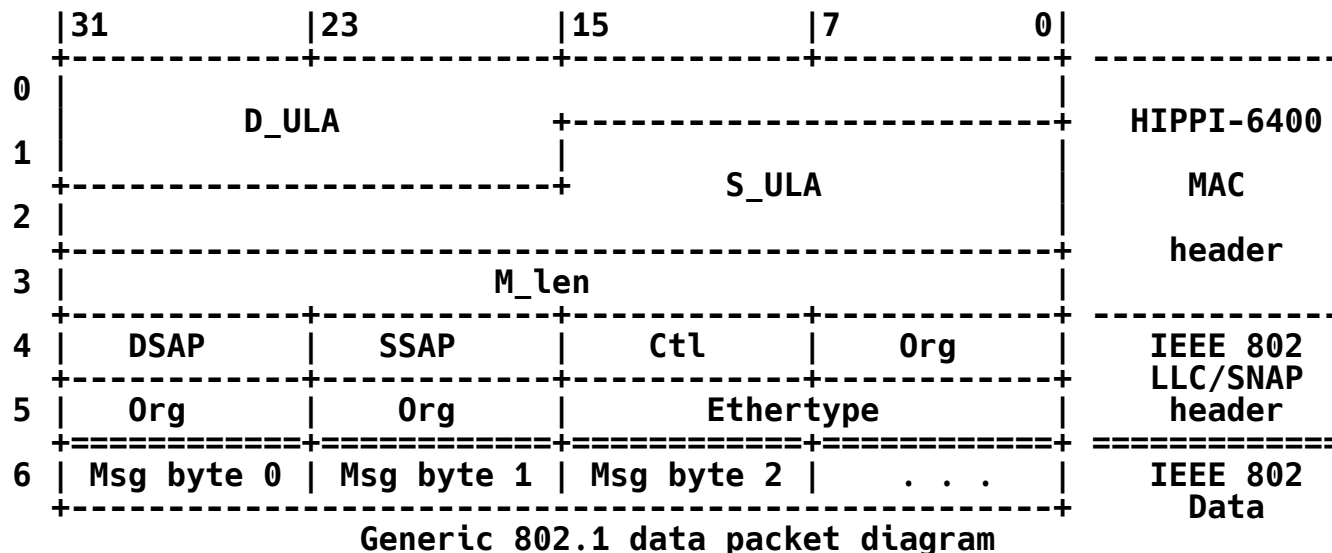 |31 |23 |15 |7 0|
+------------+------------+------------+------------+ -------------
0 | |
| D_ULA +-------------------------+ HIPPI-6400
1 | | |
+-------------------------+ S_ULA | MAC
2 | |
+---------------------------------------------------+ header
3 | M_len |
+------------+------------+------------+------------+ -------------
4 | DSAP | SSAP | Ctl | Org | IEEE 802
+------------+------------+------------+------------+ LLC/SNAP
5 | Org | Org | Ethertype | header
+============+============+============+============+ =============
6 | Msg byte 0 | Msg byte 1 | Msg byte 2 | . . . | IEEE 802
+---------------------------------------------------+ Data
Generic 802.1 data packet diagram